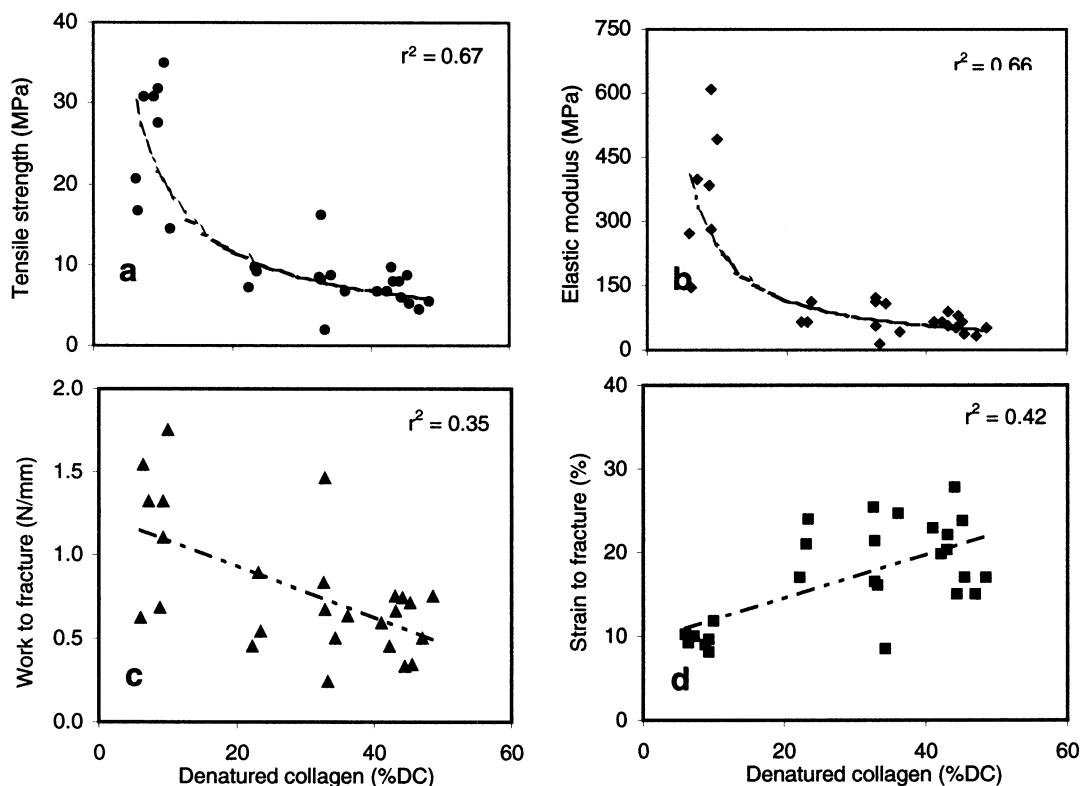 40
30
20
10
0
Tensile strength (MPa)
r² = 0.67
a
750
600
450
300
150
0
Elastic modulus (MPa)
r² = 0.66
b
2.0
1.5
1.0
0.5
0.0
Work to fracture (N/mm)
r² = 0.35
c
0 20 40 60
Denatured collagen (%DC)
40
30
20
10
0
Strain to fracture (%)
r² = 0.42
d
0 20 40 60
Denatured collagen (%DC)